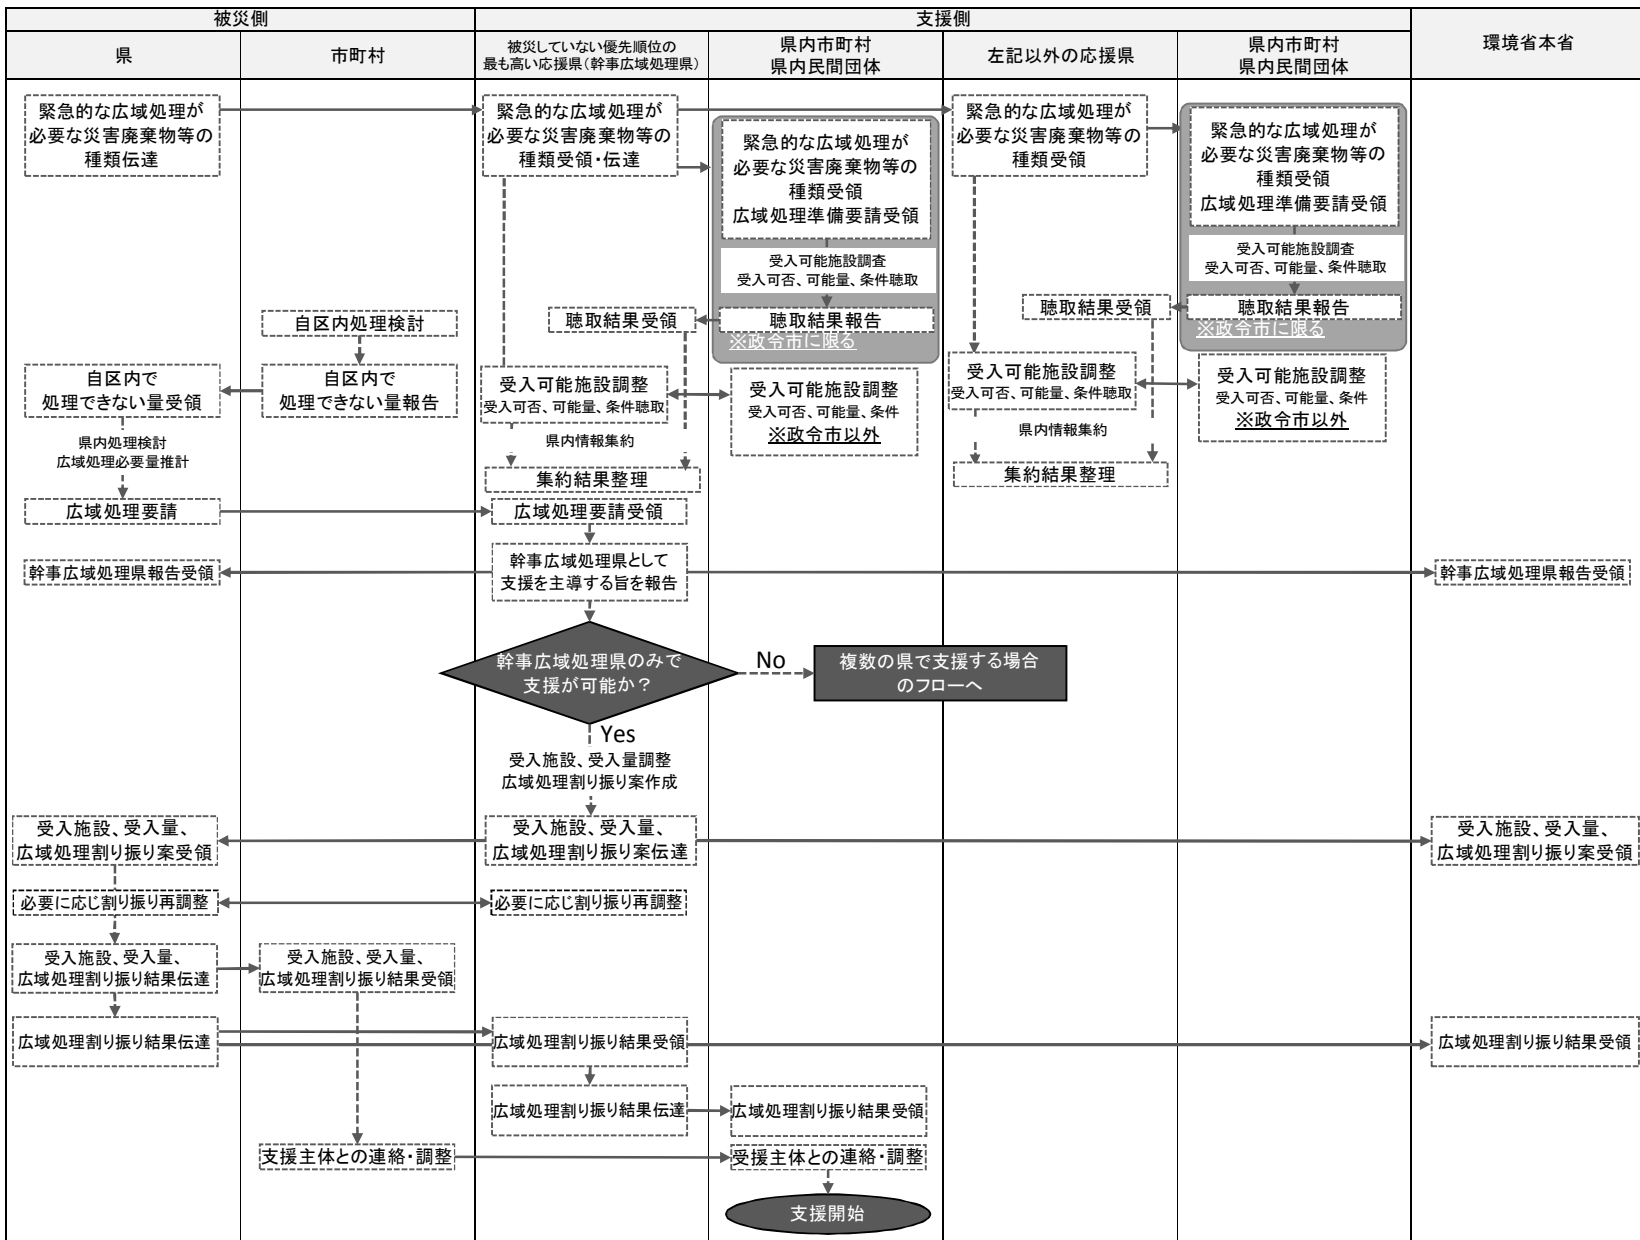 被災側
支援側
環境省本省
県
市町村
被災していない優先順位の
最も高い応援県（幹事広域処理県）
県内市町村
県内民間団体
左記以外の応援県
県内市町村
県内民間団体
緊急的な広域処理が
必要な災害廃棄物等の
種類伝達
緊急的な広域処理が
必要な災害廃棄物等の
種類受領・伝達
緊急的な広域処理が
必要な災害廃棄物等の
種類受領
広域処理準備要請受領
緊急的な広域処理が
必要な災害廃棄物等の
種類受領
緊急的な広域処理が
必要な災害廃棄物等の
種類受領
広域処理準備要請受領
受入可能施設調査
受入可否、可能量、条件聴取
受入可能施設調査
受入可否、可能量、条件聴取
自区内処理検討
聴取結果受領
聴取結果報告
※政令市に限る
聴取結果受領
聴取結果報告
※政令市に限る
自区内で
処理できない量受領
自区内で
処理できない量報告
受入可能施設調整
受入可否、可能量、条件聴取
受入可能施設調整
受入可否、可能量、条件
※政令市以外
受入可能施設調整
受入可否、可能量、条件聴取
受入可能施設調整
受入可否、可能量、条件
※政令市以外
県内処理検討
広域処理必要量推計
県内情報集約
県内情報集約
集約結果整理
集約結果整理
広域処理要請
広域処理要請受領
幹事広域処理県報告受領
幹事広域処理県として
支援を主導する旨を報告
幹事広域処理県報告受領
幹事広域処理県のみで
支援が可能か？
No
複数の県で支援する場合
のフローへ
Yes
受入施設、受入量調整
広域処理割り振り案作成
受入施設、受入量、
広域処理割り振り案受領
受入施設、受入量、
広域処理割り振り案伝達
受入施設、受入量、
広域処理割り振り案受領
必要に応じ割り振り再調整
必要に応じ割り振り再調整
受入施設、受入量、
広域処理割り振り結果伝達
受入施設、受入量、
広域処理割り振り結果受領
広域処理割り振り結果伝達
広域処理割り振り結果受領
広域処理割り振り結果受領
広域処理割り振り結果伝達
広域処理割り振り結果受領
支援主体との連絡・調整
受援主体との連絡・調整
支援開始